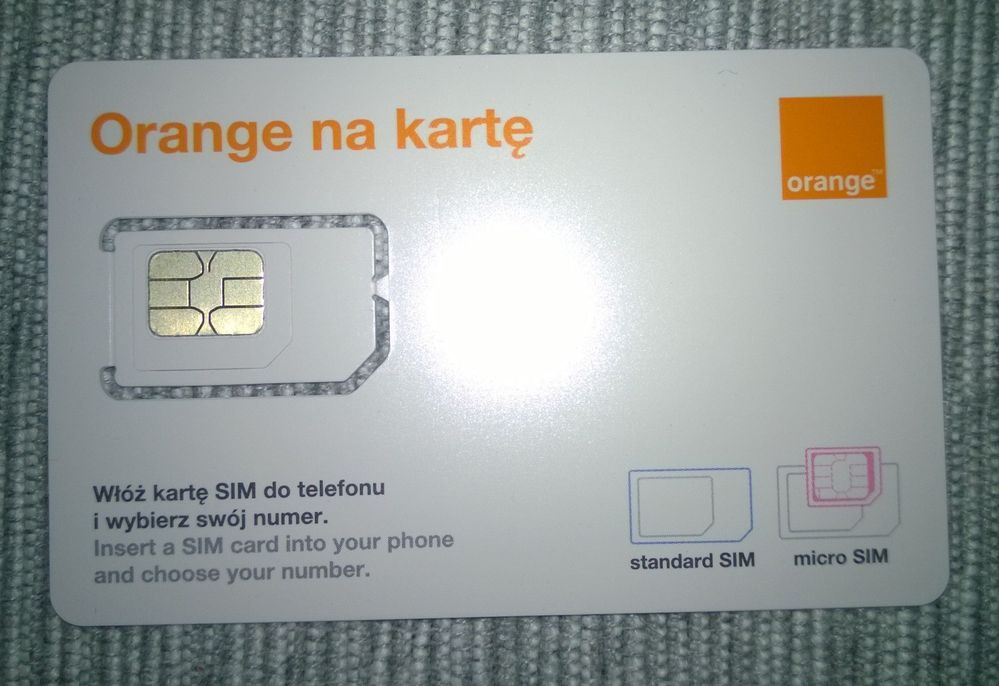 Orange na kartę
orange™
Włóż kartę SIM do telefonu
i wybierz swój numer.
Insert a SIM card into your phone
and choose your number.
standard SIM
micro SIM